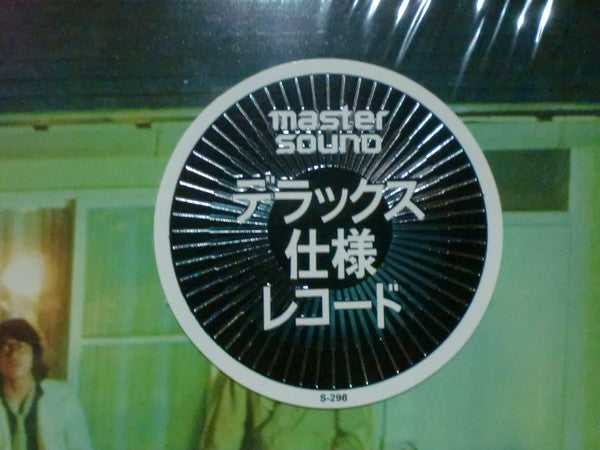 master
sound
デラックス
仕様
レコード
S-296